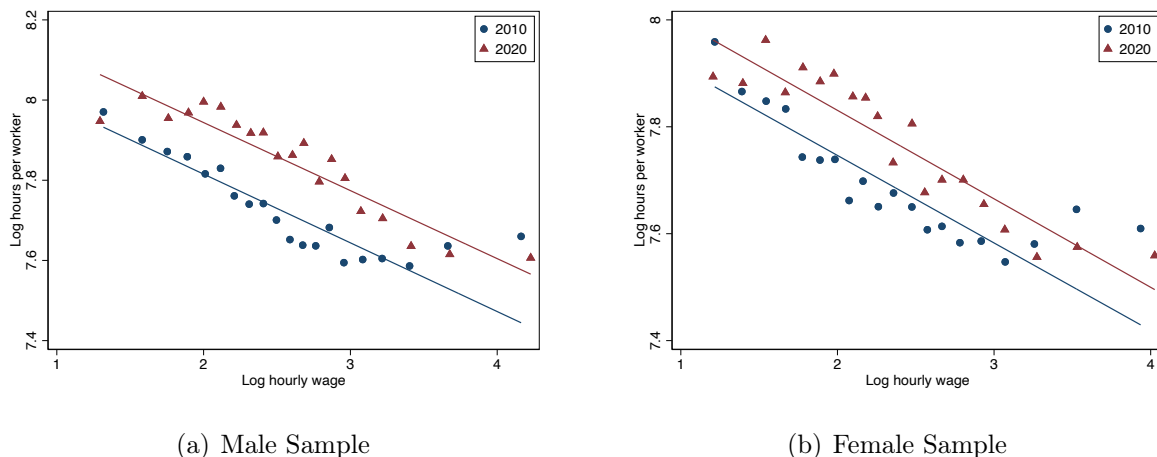 8.2
8
7.8
7.6
7.4
Log hours per worker
1 2 3 4
Log hourly wage
2010
2020
(a) Male Sample
8
7.8
7.6
7.4
Log hours per worker
1 2 3 4
Log hourly wage
2010
2020
(b) Female Sample